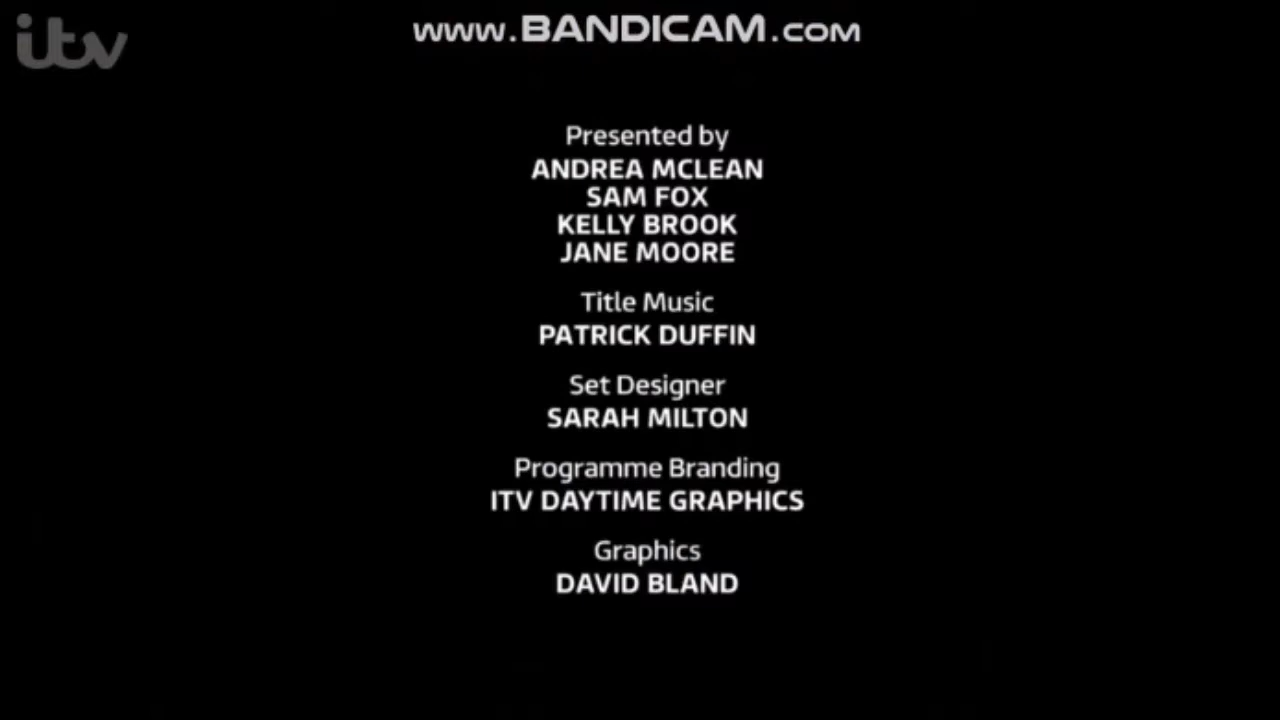 itv
www.BANDICAM.com
Presented by
ANDREA MCLEAN
SAM FOX
KELLY BROOK
JANE MOORE
Title Music
PATRICK DUFFIN
Set Designer
SARAH MILTON
Programme Branding
ITV DAYTIME GRAPHICS
Graphics
DAVID BLAND